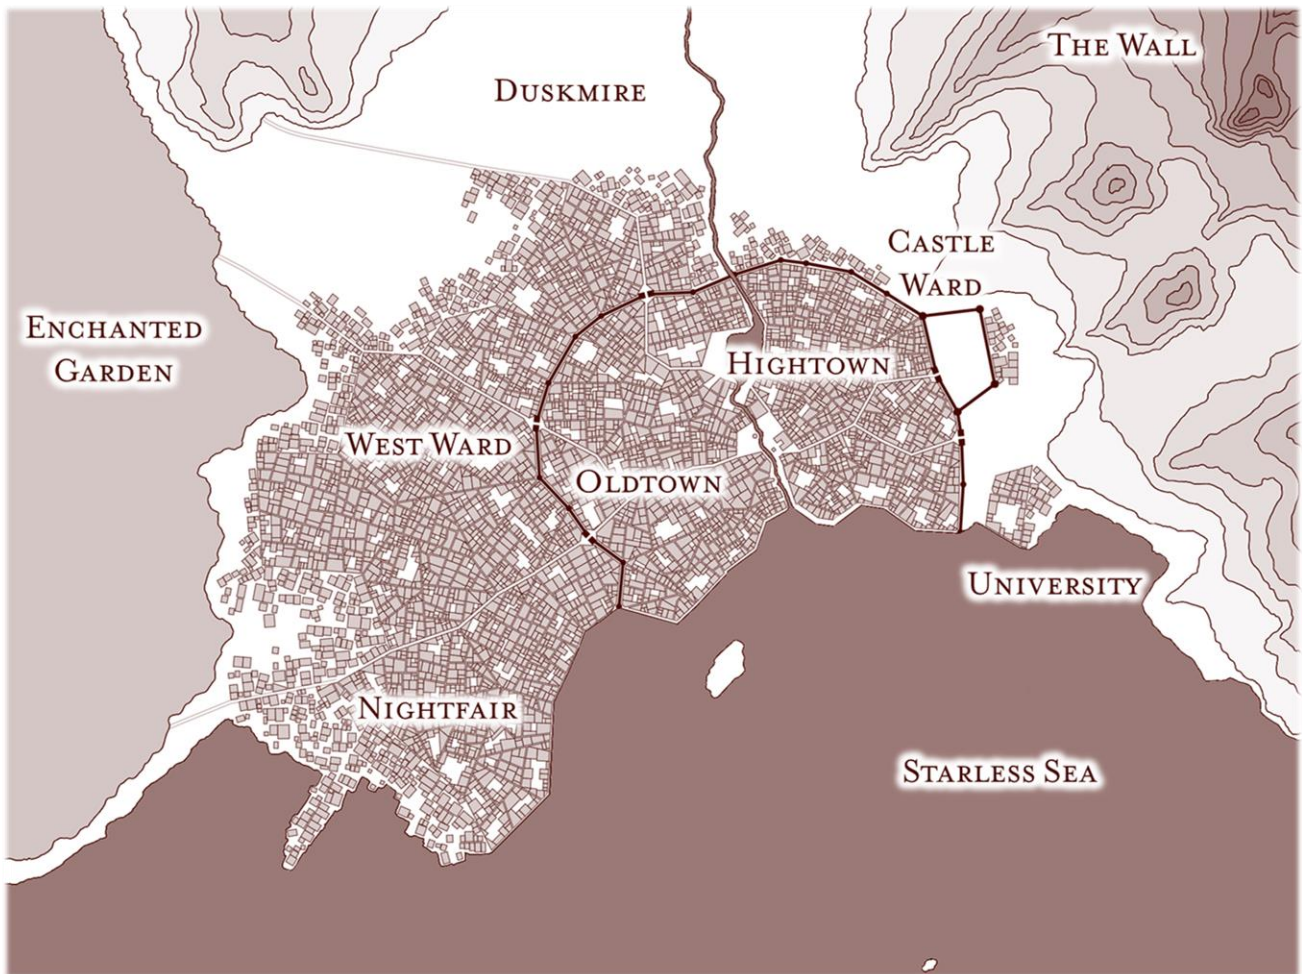 The Wall
Duskmire
Castle
Ward
Enchanted
Garden
Hightown
West Ward
Oldtown
University
Nightfair
Starless Sea